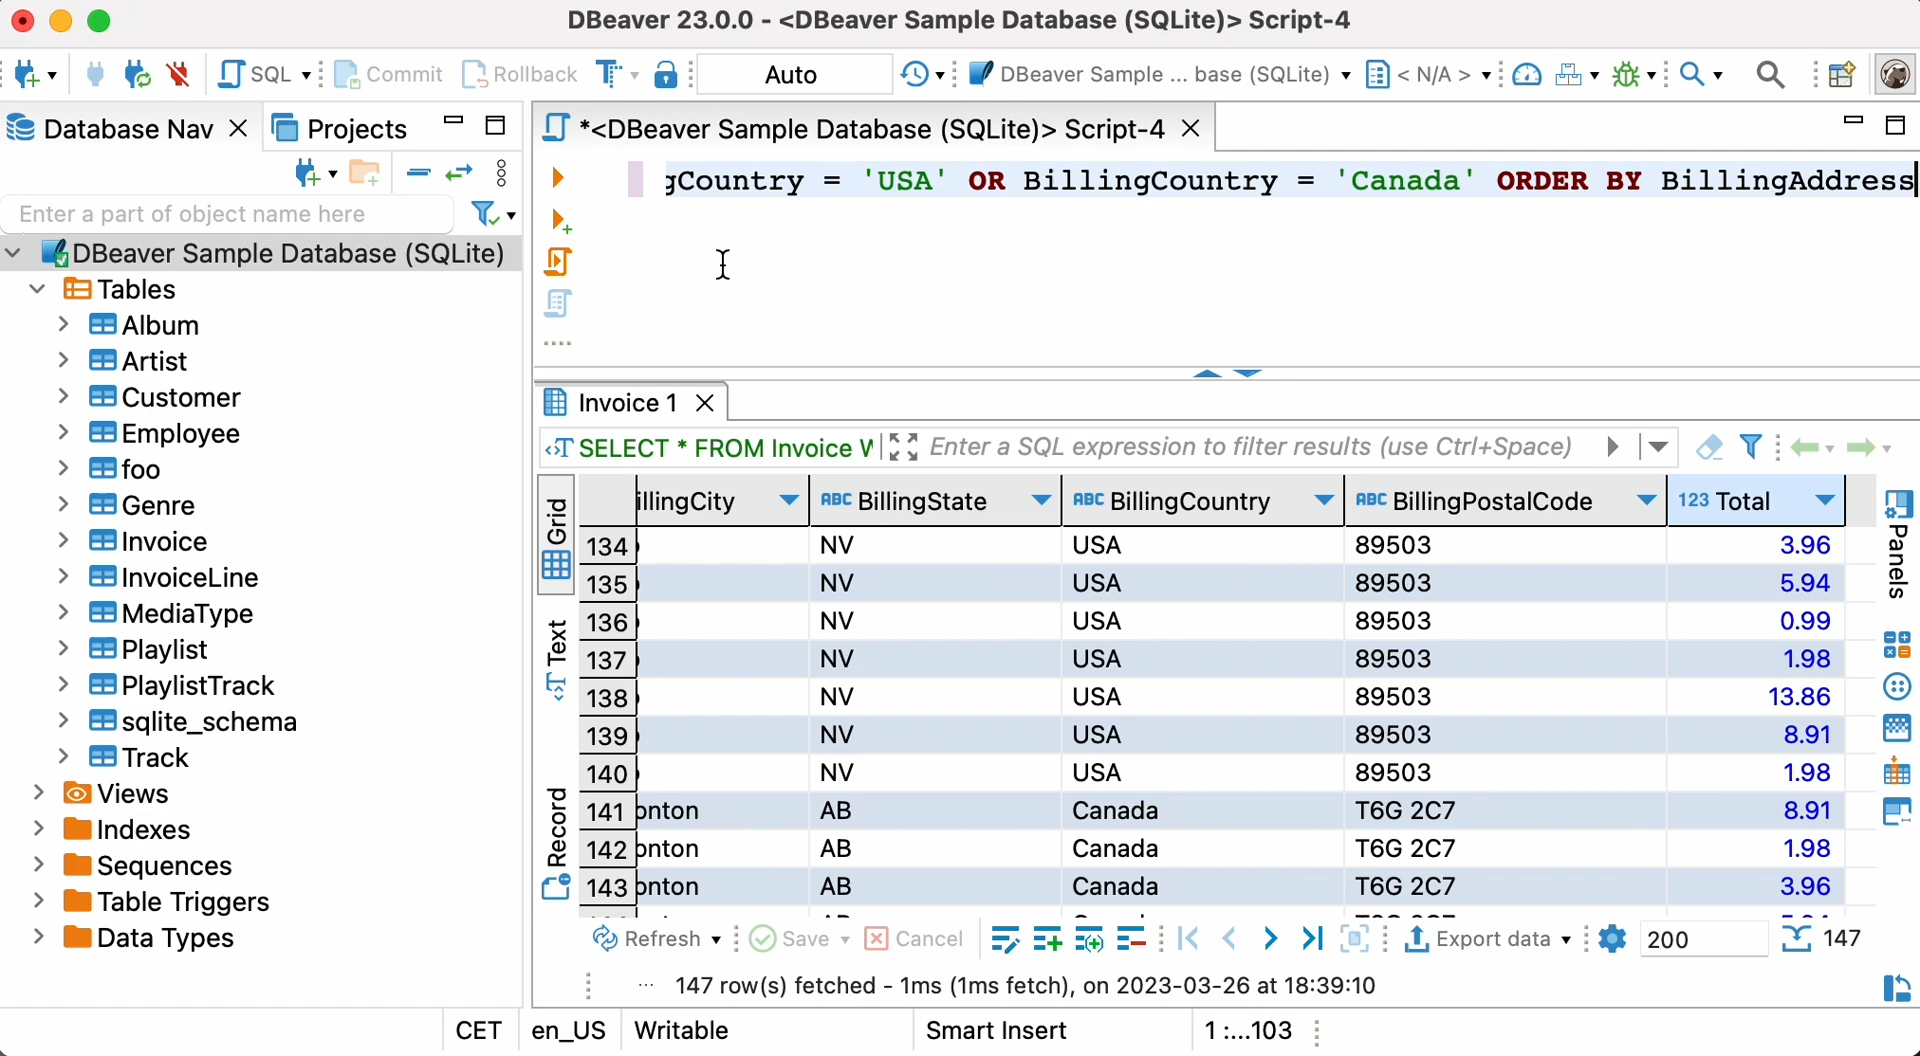 DBeaver 23.0.0 - <DBeaver Sample Database (SQLite)> Script-4
SQL
Commit
Rollback
Auto
DBeaver Sample ... base (SQLite)
< N/A >
Database Nav
Projects
*<DBeaver Sample Database (SQLite)> Script-4
gCountry = 'USA' OR BillingCountry = 'Canada' ORDER BY BillingAddress
Enter a part of object name here
DBeaver Sample Database (SQLite)
Tables
Album
Artist
Customer
Employee
foo
Genre
Invoice
InvoiceLine
MediaType
Playlist
PlaylistTrack
sqlite_schema
Track
Views
Indexes
Sequences
Table Triggers
Data Types
Invoice 1
SELECT * FROM Invoice W
Enter a SQL expression to filter results (use Ctrl+Space)
Grid
Text
Record
Panels
illingCity ABC BillingState ABC BillingCountry ABC BillingPostalCode 123 Total
134 NV USA 89503 3.96
135 NV USA 89503 5.94
136 NV USA 89503 0.99
137 NV USA 89503 1.98
138 NV USA 89503 13.86
139 NV USA 89503 8.91
140 NV USA 89503 1.98
141 onton AB Canada T6G 2C7 8.91
142 onton AB Canada T6G 2C7 1.98
143 onton AB Canada T6G 2C7 3.96
Refresh
Save
Cancel
Export data
200
147
... 147 row(s) fetched - 1ms (1ms fetch), on 2023-03-26 at 18:39:10
CET
en_US
Writable
Smart Insert
1 :...103